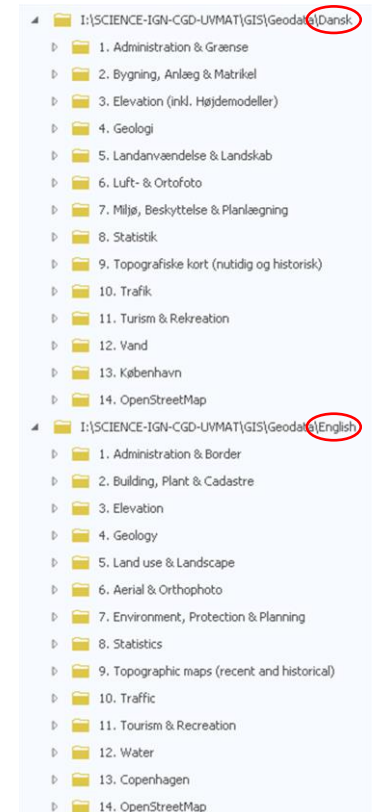 I:\SCIENCE-IGN-CGD-UVMAT\GIS\Geodata\Dansk
1. Administration & Grænse
2. Bygning, Anlæg & Matrikel
3. Elevation (inkl. Højdemodeller)
4. Geologi
5. Landanvendelse & Landskab
6. Luft- & Ortofoto
7. Miljø, Beskyttelse & Planlægning
8. Statistik
9. Topografiske kort (nutidig og historisk)
10. Trafik
11. Turism & Rekreation
12. Vand
13. København
14. OpenStreetMap
I:\SCIENCE-IGN-CGD-UVMAT\GIS\Geodata\English
1. Administration & Border
2. Building, Plant & Cadastre
3. Elevation
4. Geology
5. Land use & Landscape
6. Aerial & Orthophoto
7. Environment, Protection & Planning
8. Statistics
9. Topographic maps (recent and historical)
10. Traffic
11. Tourism & Recreation
12. Water
13. Copenhagen
14. OpenStreetMap